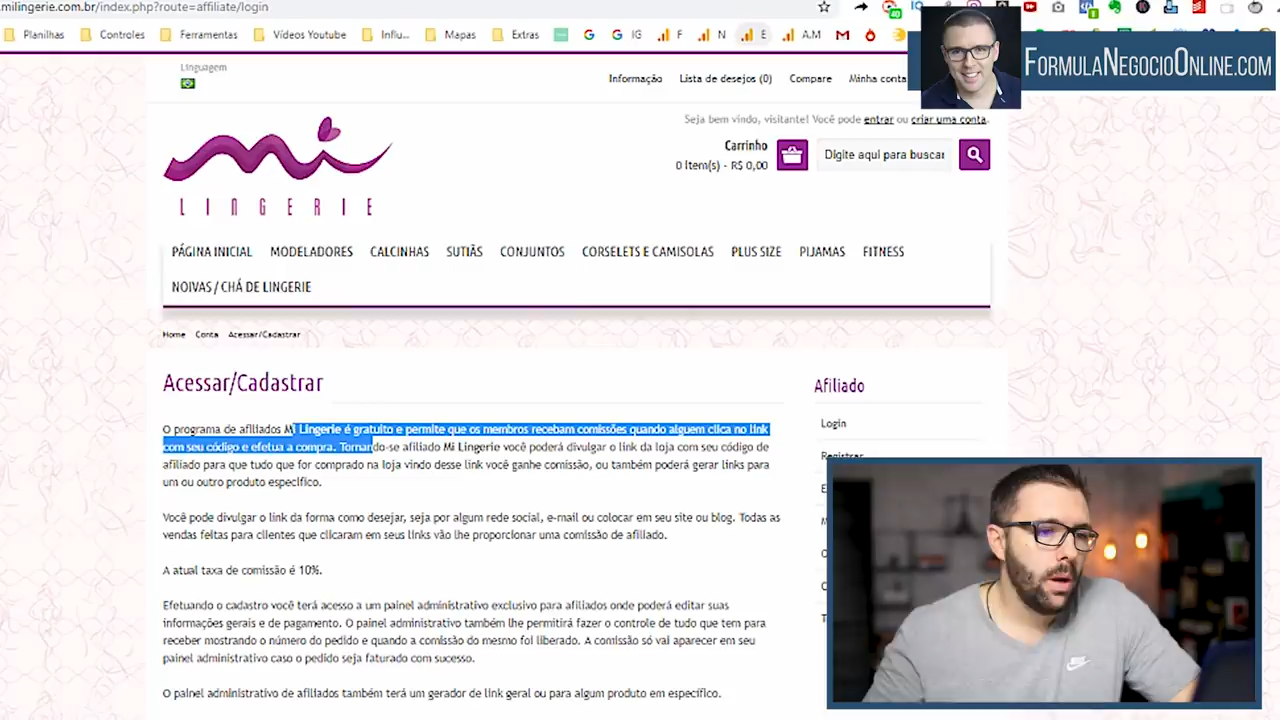 .milingerie.com.br/index.php?route=affiliate/login
Planilhas Controles Ferramentas Vídeos Youtube Influ... Mapas Extras G G IG F N E A.M
FORMULANEGOCIOONLINE.COM
Linguagem
Informação Lista de desejos (0) Compare Minha conta
Seja bem vindo, visitante! Você pode entrar ou criar uma conta.
Carrinho
0 item(s) - R$ 0,00
Digite aqui para buscar
Mi
LINGERIE
PÁGINA INICIAL MODELADORES CALCINHAS SUTIÃS CONJUNTOS CORSELETS E CAMISOLAS PLUS SIZE PIJAMAS FITNESS
NOIVAS / CHÁ DE LINGERIE
Home Conta Acessar/Cadastrar
Acessar/Cadastrar
O programa de afiliados Mi Lingerie é gratuito e permite que os membros recebam comissões quando alguem clica no link
com seu código e efetua a compra. Tornando-se afiliado Mi Lingerie você poderá divulgar o link da loja com seu código de
afiliado para que tudo que for comprado na loja vindo desse link você ganhe comissão, ou também poderá gerar links para
um ou outro produto específico.
Você pode divulgar o link da forma como desejar, seja por algum rede social, e-mail ou colocar em seu site ou blog. Todas as
vendas feitas para clientes que clicaram em seus links vão lhe proporcionar uma comissão de afiliado.
A atual taxa de comissão é 10%.
Efetuando o cadastro você terá acesso a um painel administrativo exclusivo para afiliados onde poderá editar suas
informações gerais e de pagamento. O painel administrativo também lhe permitirá fazer o controle de tudo que tem para
receber mostrando o número do pedido e quando a comissão do mesmo foi liberado. A comissão só vai aparecer em seu
painel administrativo caso o pedido seja faturado com sucesso.
O painel administrativo de afiliados também terá um gerador de link geral ou para algum produto em específico.
Afiliado
Login
Registrar